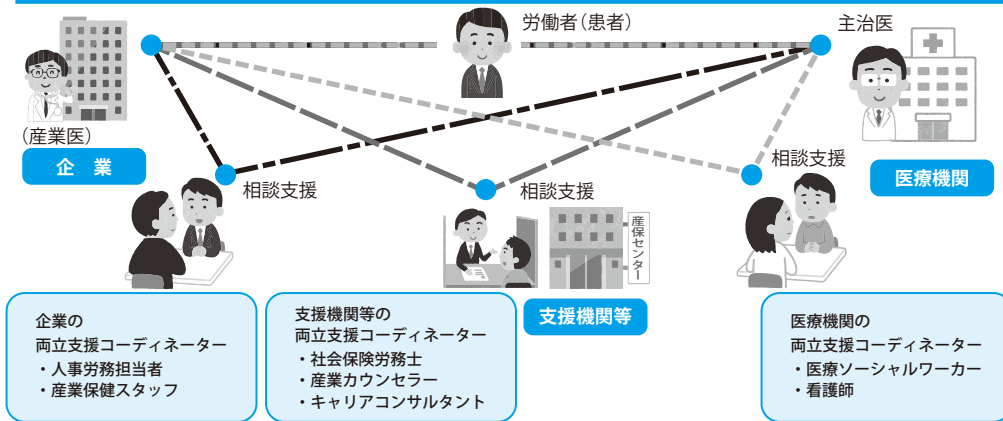 労働者（患者）
主治医
（産業医）
企　業
相談支援
相談支援
産保センター
支援機関等
相談支援
医療機関
企業の
両立支援コーディネーター
・人事労務担当者
・産業保健スタッフ
支援機関等の
両立支援コーディネーター
・社会保険労務士
・産業カウンセラー
・キャリアコンサルタント
医療機関の
両立支援コーディネーター
・医療ソーシャルワーカー
・看護師